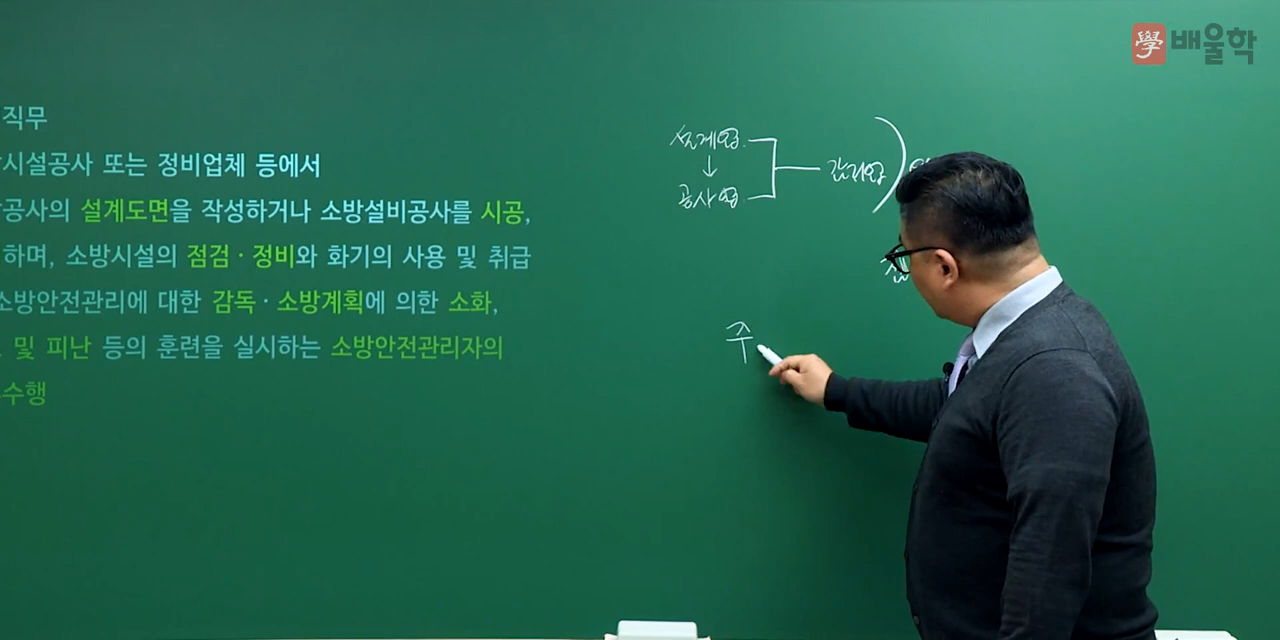 學 배울학
직무
시설공사 또는 정비업체 등에서
공사의 설계도면을 작성하거나 소방설비공사를 시공,
하며, 소방시설의 점검·정비와 화기의 사용 및 취급
소방안전관리에 대한 감독·소방계획에 의한 소화,
및 피난 등의 훈련을 실시하는 소방안전관리자의
수행
설계업
↓
공사업
감리업
주